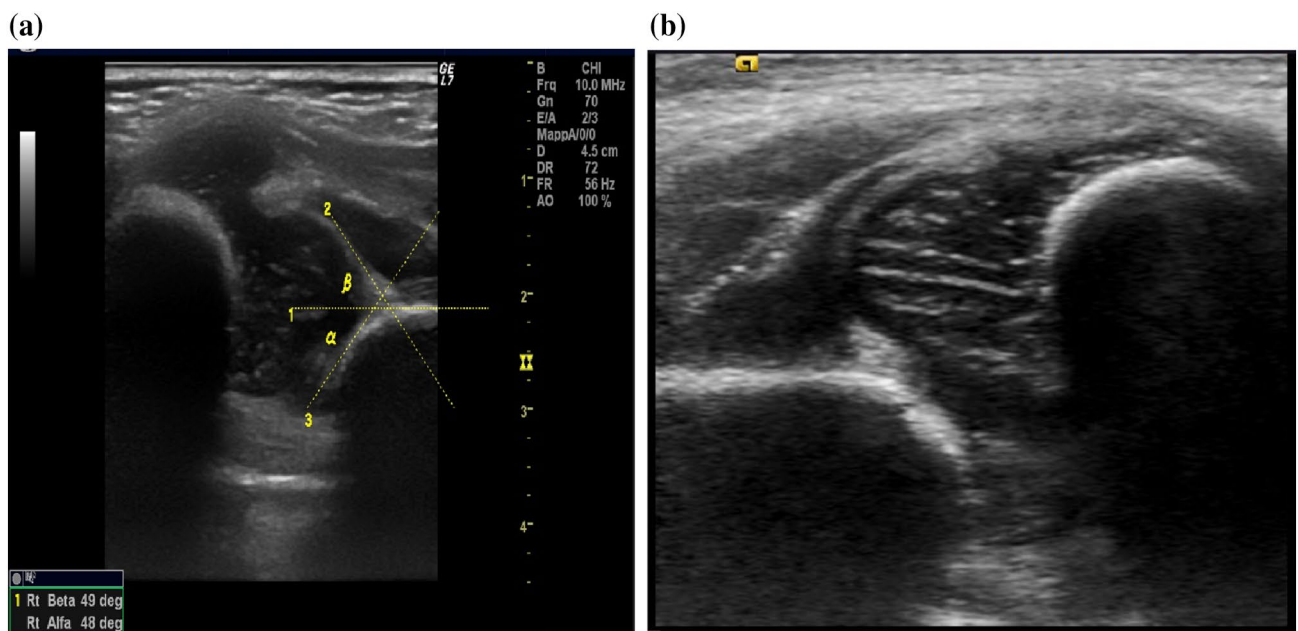 (a)
(b)
GE
L7
B CHI
Frq 10.0 MHz
Gn 70
E/A 2/3
MappA/0/0
D 4.5 cm
DR 72
FR 56 Hz
AO 100 %
1
2
3
4
2
β
1
α
3
1 Rt Beta 49 deg
Rt Alfa 48 deg